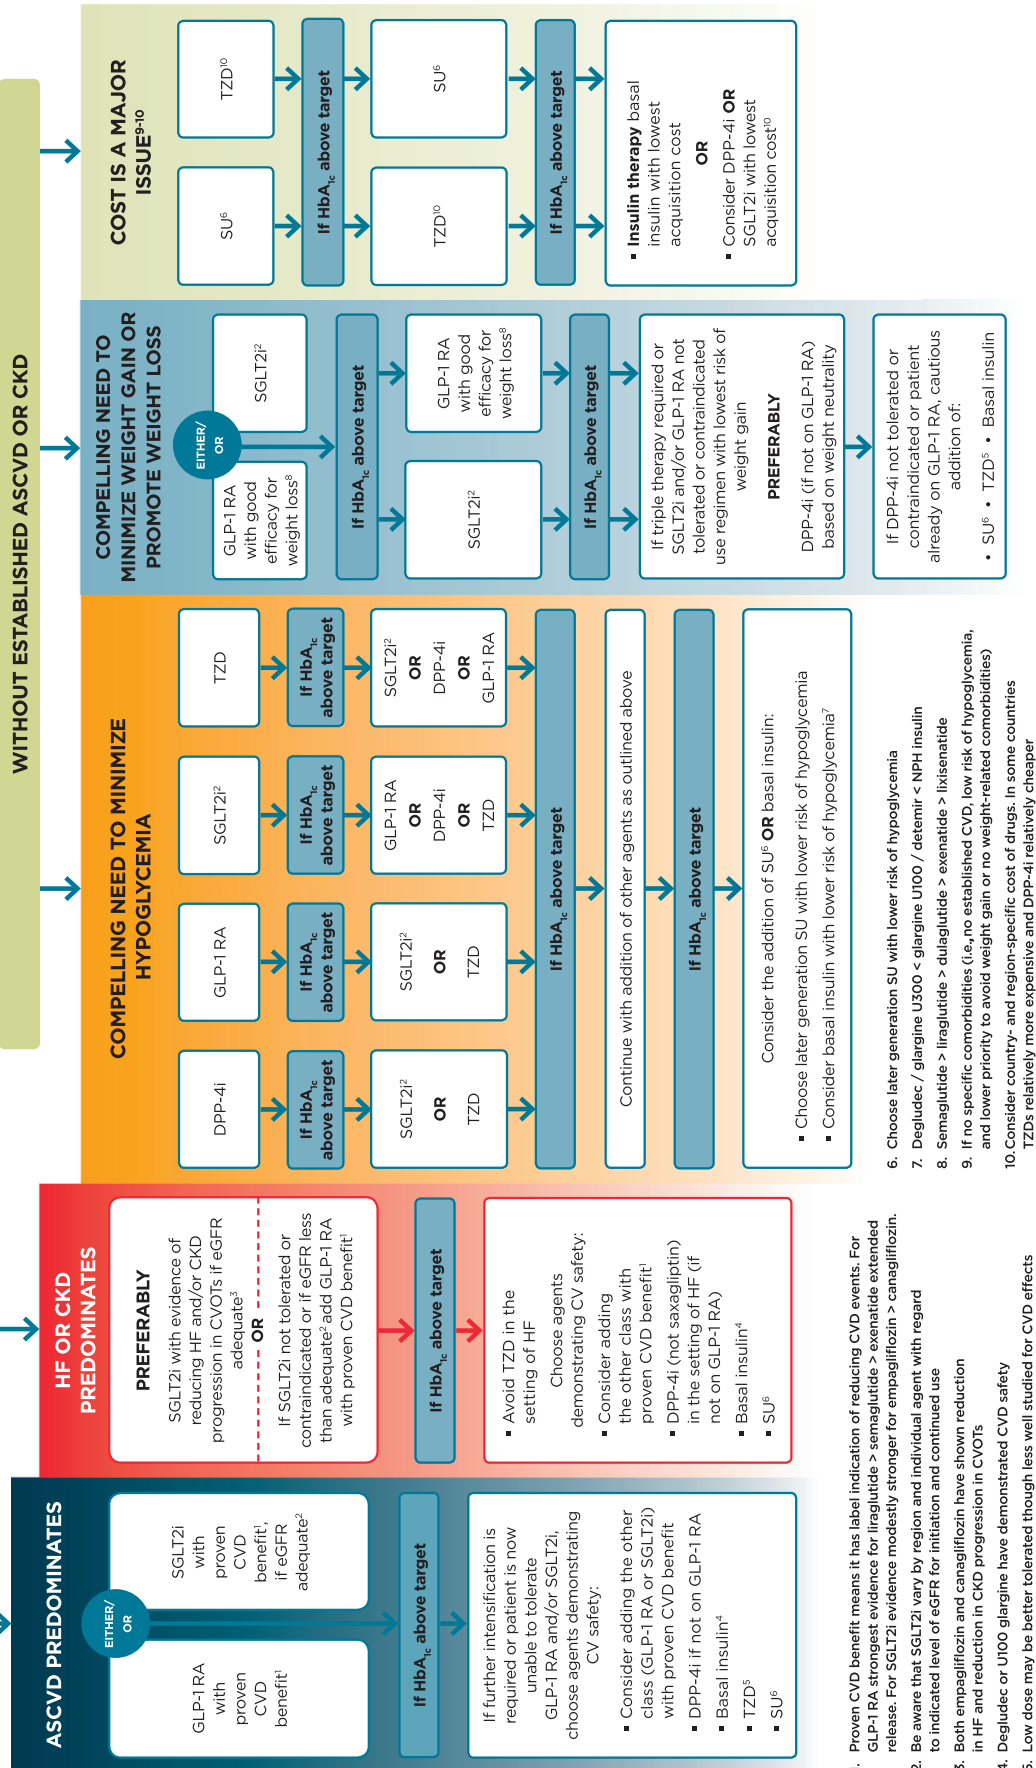 WITHOUT ESTABLISHED ASCVD OR CKD
ASCVD PREDOMINATES
EITHER/
OR
GLP-1 RA
with
proven
CVD
benefit¹
SGLT2i
with
proven
CVD
benefit¹,
if eGFR
adequate²
If HbA₁c above target
If further intensification is
required or patient is now
unable to tolerate
GLP-1 RA and/or SGLT2i,
choose agents demonstrating
CV safety:
▪ Consider adding the other
class (GLP-1 RA or SGLT2i)
with proven CVD benefit
▪ DPP-4i if not on GLP-1 RA
▪ Basal insulin⁴
▪ TZD⁵
▪ SU⁶
HF OR CKD
PREDOMINATES
PREFERABLY
SGLT2i with evidence of
reducing HF and/or CKD
progression in CVOTs if eGFR
adequate³
OR
If SGLT2i not tolerated or
contraindicated or if eGFR less
than adequate² add GLP-1 RA
with proven CVD benefit¹
If HbA₁c above target
▪ Avoid TZD in the
setting of HF
Choose agents
demonstrating CV safety:
▪ Consider adding
the other class with
proven CVD benefit¹
▪ DPP-4i (not saxagliptin)
in the setting of HF (if
not on GLP-1 RA)
▪ Basal insulin⁴
▪ SU⁶
COMPELLING NEED TO MINIMIZE
HYPOGLYCEMIA
DPP-4i
If HbA₁c
above target
SGLT2i²
OR
TZD
GLP-1 RA
If HbA₁c
above target
SGLT2i²
OR
TZD
SGLT2i²
If HbA₁c
above target
GLP-1 RA
OR
DPP-4i
OR
TZD
TZD
If HbA₁c
above target
SGLT2i²
OR
DPP-4i
OR
GLP-1 RA
If HbA₁c above target
Continue with addition of other agents as outlined above
If HbA₁c above target
Consider the addition of SU⁶ OR basal insulin:
▪ Choose later generation SU with lower risk of hypoglycemia
▪ Consider basal insulin with lower risk of hypoglycemia⁷
COMPELLING NEED TO
MINIMIZE WEIGHT GAIN OR
PROMOTE WEIGHT LOSS
EITHER/
OR
GLP-1 RA
with good
efficacy for
weight loss⁸
SGLT2i²
If HbA₁c above target
SGLT2i²
GLP-1 RA
with good
efficacy for
weight loss⁸
If HbA₁c above target
If triple therapy required or
SGLT2i and/or GLP-1 RA not
tolerated or contraindicated
use regimen with lowest risk of
weight gain
PREFERABLY
DPP-4i (if not on GLP-1 RA)
based on weight neutrality
If DPP-4i not tolerated or
contraindicated or patient
already on GLP-1 RA, cautious
addition of:
• SU⁶ • TZD⁵ • Basal insulin
COST IS A MAJOR
ISSUE⁹⁻¹⁰
SU⁶
TZD¹⁰
If HbA₁c above target
TZD¹⁰
SU⁶
If HbA₁c above target
▪ Insulin therapy basal
insulin with lowest
acquisition cost
OR
▪ Consider DPP-4i OR
SGLT2i with lowest
acquisition cost¹⁰
1. Proven CVD benefit means it has label indication of reducing CVD events. For
GLP-1 RA strongest evidence for liraglutide > semaglutide > exenatide extended
release. For SGLT2i evidence modestly stronger for empagliflozin > canagliflozin.
2. Be aware that SGLT2i vary by region and individual agent with regard
to indicated level of eGFR for initiation and continued use
3. Both empagliflozin and canagliflozin have shown reduction
in HF and reduction in CKD progression in CVOTs
4. Degludec or U100 glargine have demonstrated CVD safety
5. Low dose may be better tolerated though less well studied for CVD effects
6. Choose later generation SU with lower risk of hypoglycemia
7. Degludec / glargine U300 < glargine U100 / detemir < NPH insulin
8. Semaglutide > liraglutide > dulaglutide > exenatide > lixisenatide
9. If no specific comorbidities (i.e., no established CVD, low risk of hypoglycemia,
and lower priority to avoid weight gain or no weight-related comorbidities)
10. Consider country- and region-specific cost of drugs. In some countries
TZDs relatively more expensive and DPP-4i relatively cheaper